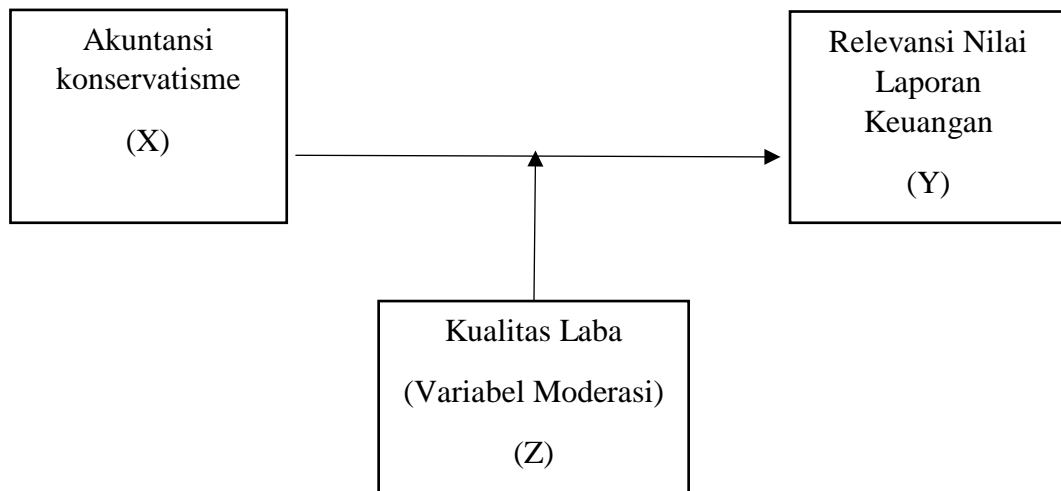 Akuntansi
konservatisme
(X)
Relevansi Nilai
Laporan
Keuangan
(Y)
Kualitas Laba
(Variabel Moderasi)
(Z)